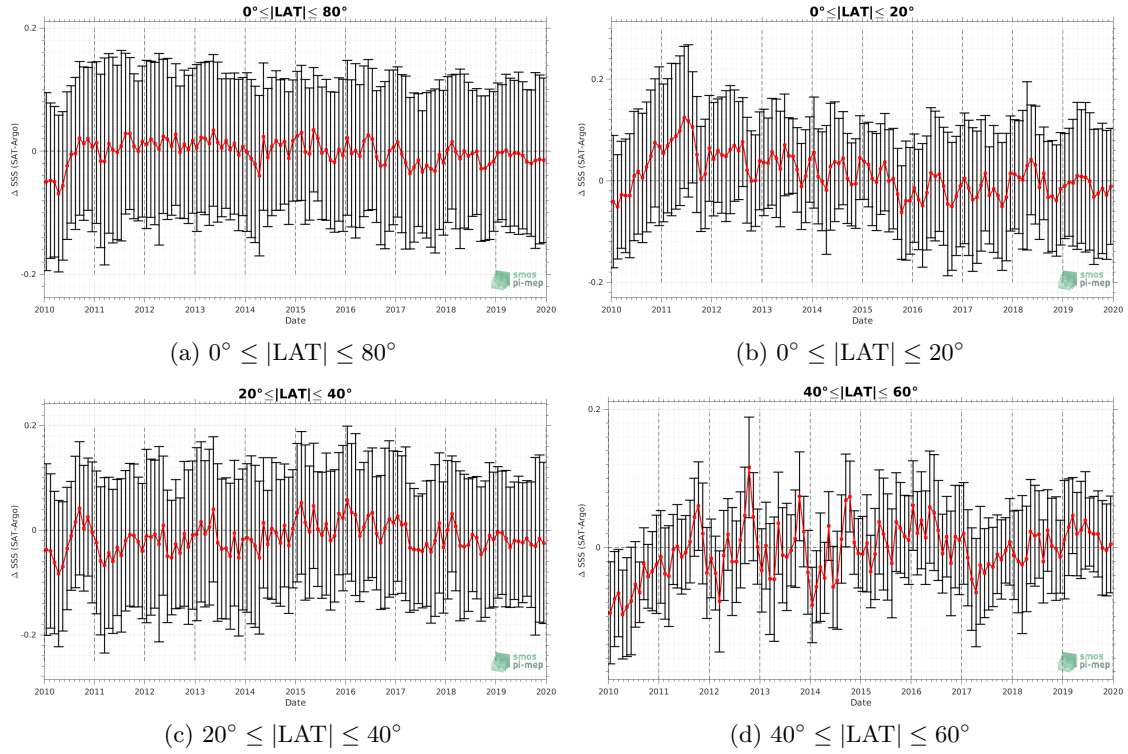 0°≤|LAT|≤ 80°
Δ SSS (SAT-Argo)
0.2
0
-0.2
2010 2011 2012 2013 2014 2015 2016 2017 2018 2019 2020
Date
smos
pi-mep
(a) 0° ≤ |LAT| ≤ 80°
0°≤|LAT|≤ 20°
Δ SSS (SAT-Argo)
0.2
0
-0.2
2010 2011 2012 2013 2014 2015 2016 2017 2018 2019 2020
Date
smos
pi-mep
(b) 0° ≤ |LAT| ≤ 20°
20°≤|LAT|≤ 40°
Δ SSS (SAT-Argo)
0.2
0
-0.2
2010 2011 2012 2013 2014 2015 2016 2017 2018 2019 2020
Date
smos
pi-mep
(c) 20° ≤ |LAT| ≤ 40°
40°≤|LAT|≤ 60°
Δ SSS (SAT-Argo)
0.2
0
2010 2011 2012 2013 2014 2015 2016 2017 2018 2019 2020
Date
smos
pi-mep
(d) 40° ≤ |LAT| ≤ 60°